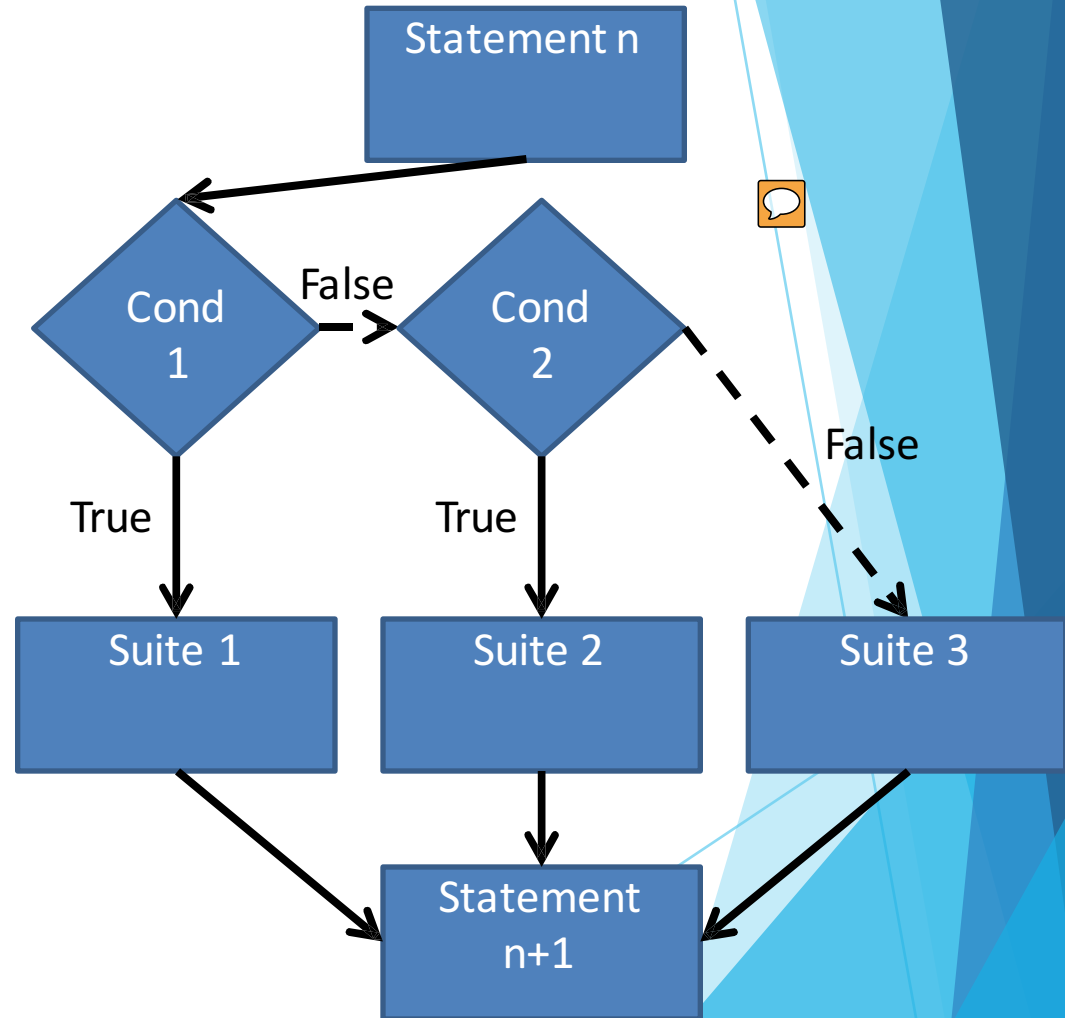 Statement n
False
Cond
1
Cond
2
False
True
True
Suite 1
Suite 2
Suite 3
Statement
n+1